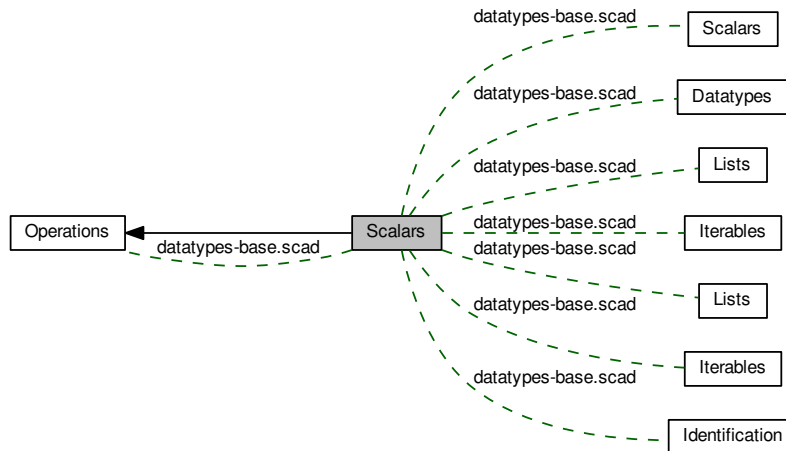 datatypes-base.scad
Scalars
datatypes-base.scad
Datatypes
datatypes-base.scad
Lists
datatypes-base.scad
Operations
Scalars
Iterables
datatypes-base.scad
datatypes-base.scad
Lists
datatypes-base.scad
Iterables
datatypes-base.scad
Identification